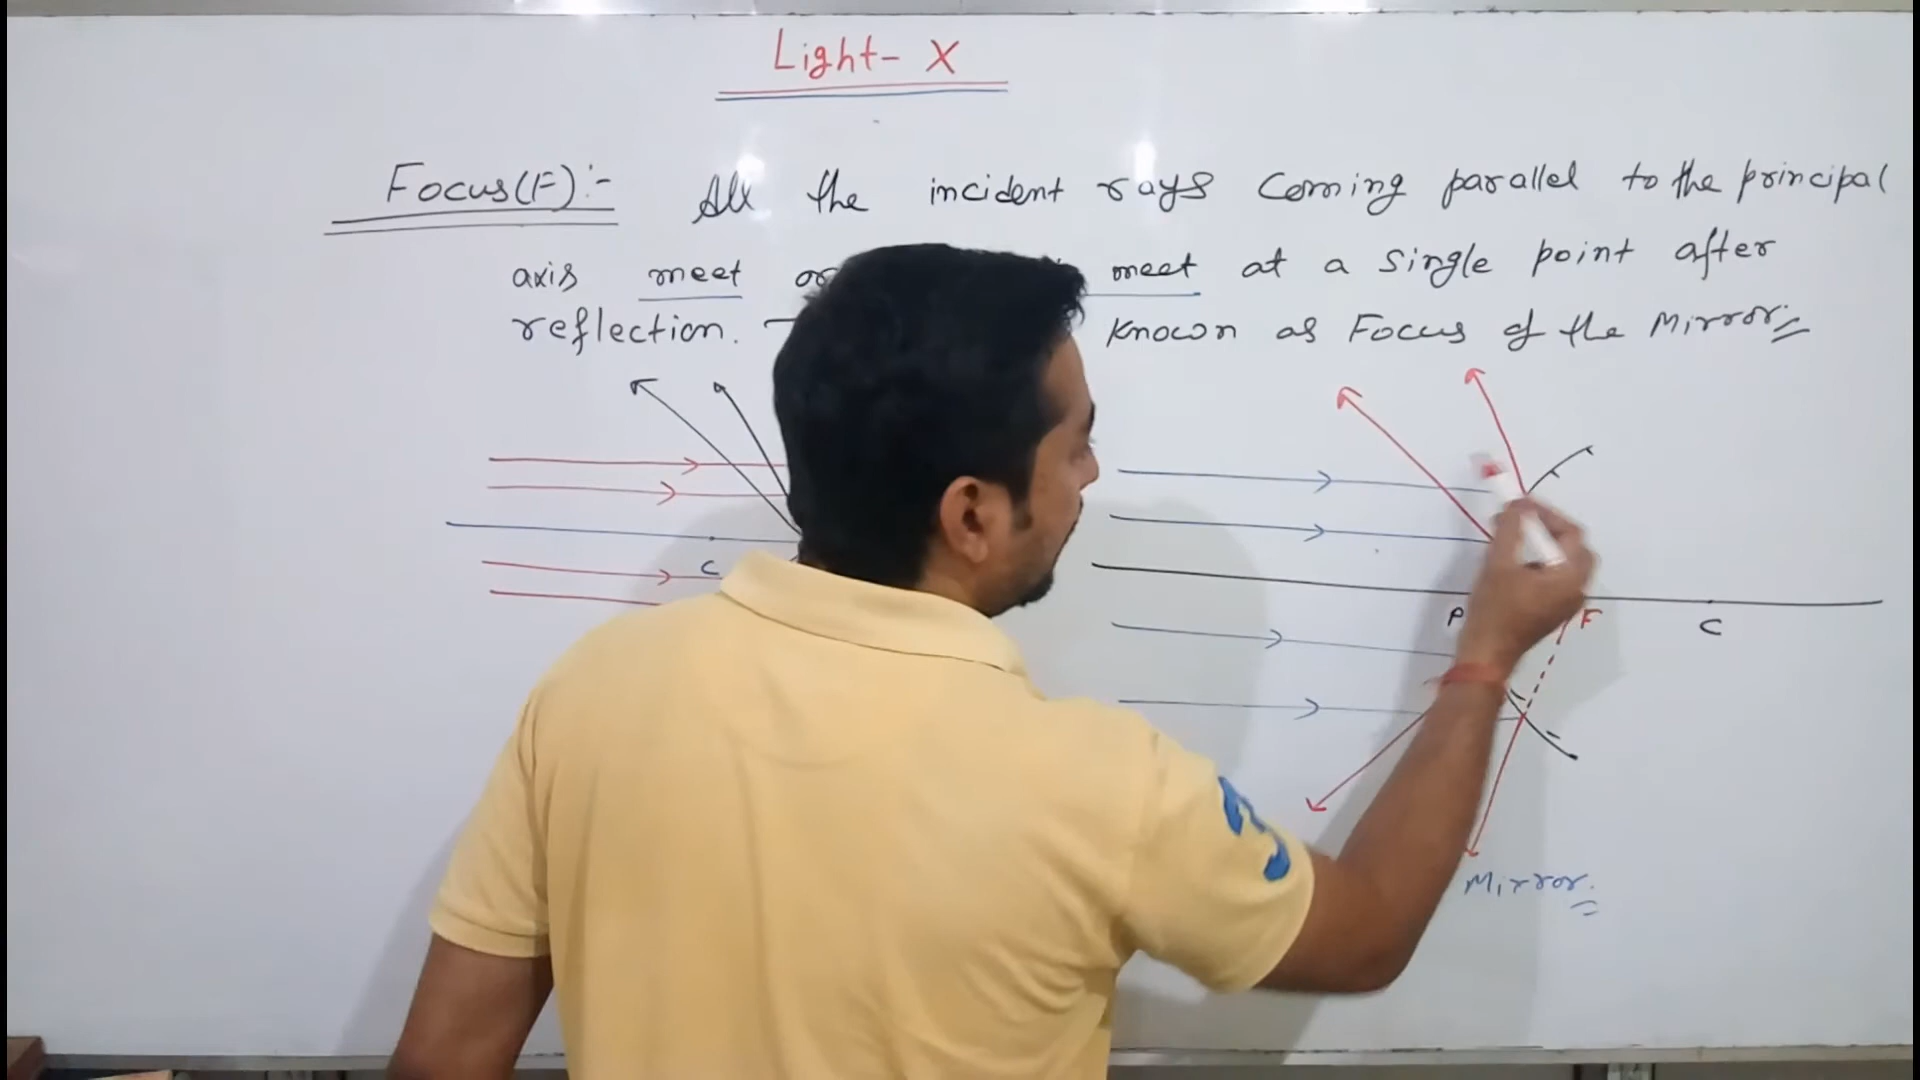 Light- X
Focus(F):- All the incident rays coming parallel to the principal
axis meet or meet at a single point after
reflection. known as Focus of the Mirror.
C
P F C
Mirror.